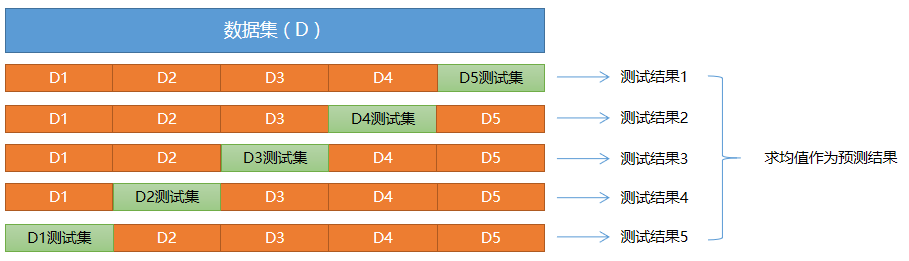 数据集（D）
D1 D2 D3 D4 D5测试集 测试结果1
D1 D2 D3 D4测试集 D5 测试结果2
D1 D2 D3测试集 D4 D5 测试结果3
求均值作为预测结果
D1 D2测试集 D3 D4 D5 测试结果4
D1测试集 D2 D3 D4 D5 测试结果5